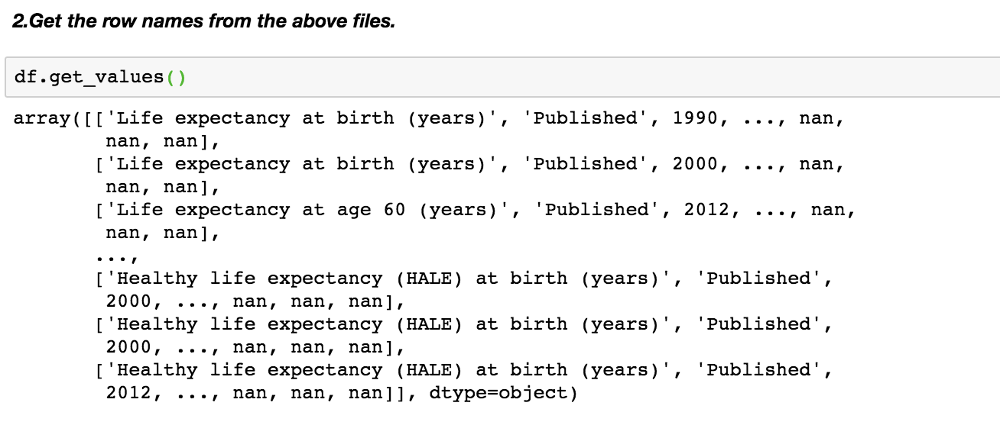 2.Get the row names from the above files.
df.get_values()
array([['Life expectancy at birth (years)', 'Published', 1990, ..., nan,
nan, nan],
['Life expectancy at birth (years)', 'Published', 2000, ..., nan,
nan, nan],
['Life expectancy at age 60 (years)', 'Published', 2012, ..., nan,
nan, nan],
...,
['Healthy life expectancy (HALE) at birth (years)', 'Published',
2000, ..., nan, nan, nan],
['Healthy life expectancy (HALE) at birth (years)', 'Published',
2000, ..., nan, nan, nan],
['Healthy life expectancy (HALE) at birth (years)', 'Published',
2012, ..., nan, nan, nan]], dtype=object)